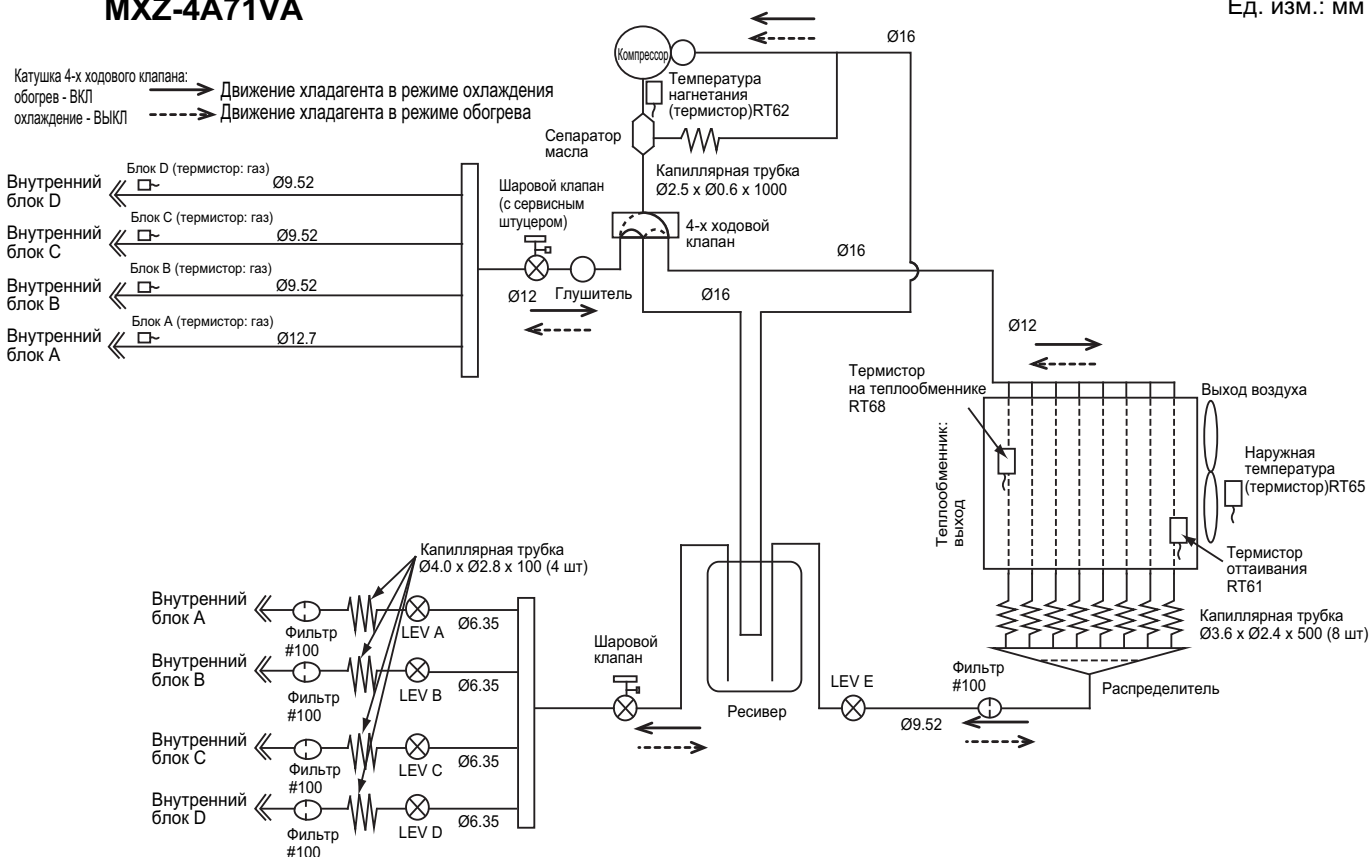 MXZ-4A71VA
Ед. изм.: мм
Катушка 4-х ходового клапана:
обогрев - ВКЛ
охлаждение - ВЫКЛ
Движение хладагента в режиме охлаждения
Движение хладагента в режиме обогрева
Компрессор
Ø16
Температура
нагнетания
(термистор)RT62
Сепаратор
масла
Капиллярная трубка
Ø2.5 x Ø0.6 x 1000
4-х ходовой
клапан
Шаровой клапан
(с сервисным
штуцером)
Внутренний
блок D
Блок D (термистор: газ)
Ø9.52
Внутренний
блок C
Блок C (термистор: газ)
Ø9.52
Внутренний
блок B
Блок B (термистор: газ)
Ø9.52
Внутренний
блок A
Блок A (термистор: газ)
Ø12.7
Ø12
Глушитель
Ø16
Ø16
Ø12
Термистор
на теплообменнике
RT68
Выход воздуха
Теплообменник:
выход
Наружная
температура
(термистор)RT65
Термистор
оттаивания
RT61
Капиллярная трубка
Ø3.6 x Ø2.4 x 500 (8 шт)
Распределитель
Фильтр
#100
Ø9.52
LEV E
Ресивер
Шаровой
клапан
Капиллярная трубка
Ø4.0 x Ø2.8 x 100 (4 шт)
Внутренний
блок A
Фильтр
#100
LEV A
Ø6.35
Внутренний
блок B
Фильтр
#100
LEV B
Ø6.35
Внутренний
блок C
Фильтр
#100
LEV C
Ø6.35
Внутренний
блок D
Фильтр
#100
LEV D
Ø6.35